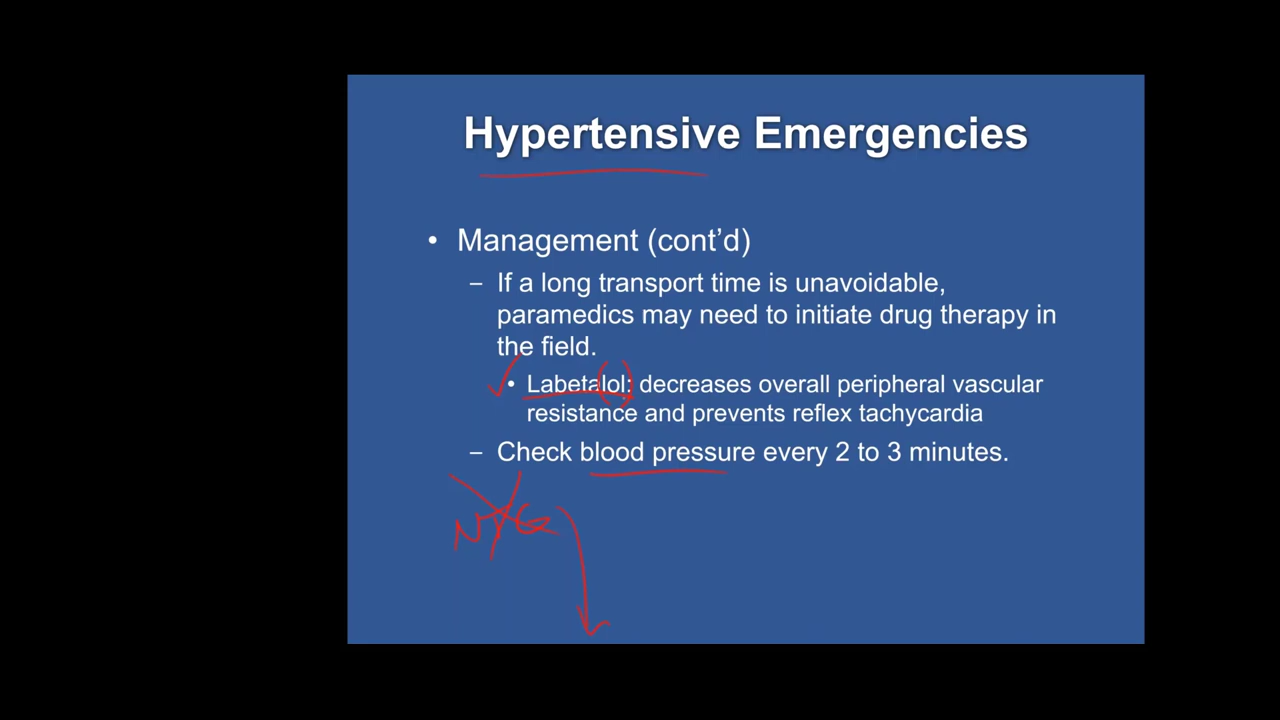 Hypertensive Emergencies
• Management (cont’d)
– If a long transport time is unavoidable,
paramedics may need to initiate drug therapy in
the field.
• Labetalol: decreases overall peripheral vascular
resistance and prevents reflex tachycardia
– Check blood pressure every 2 to 3 minutes.
NTG